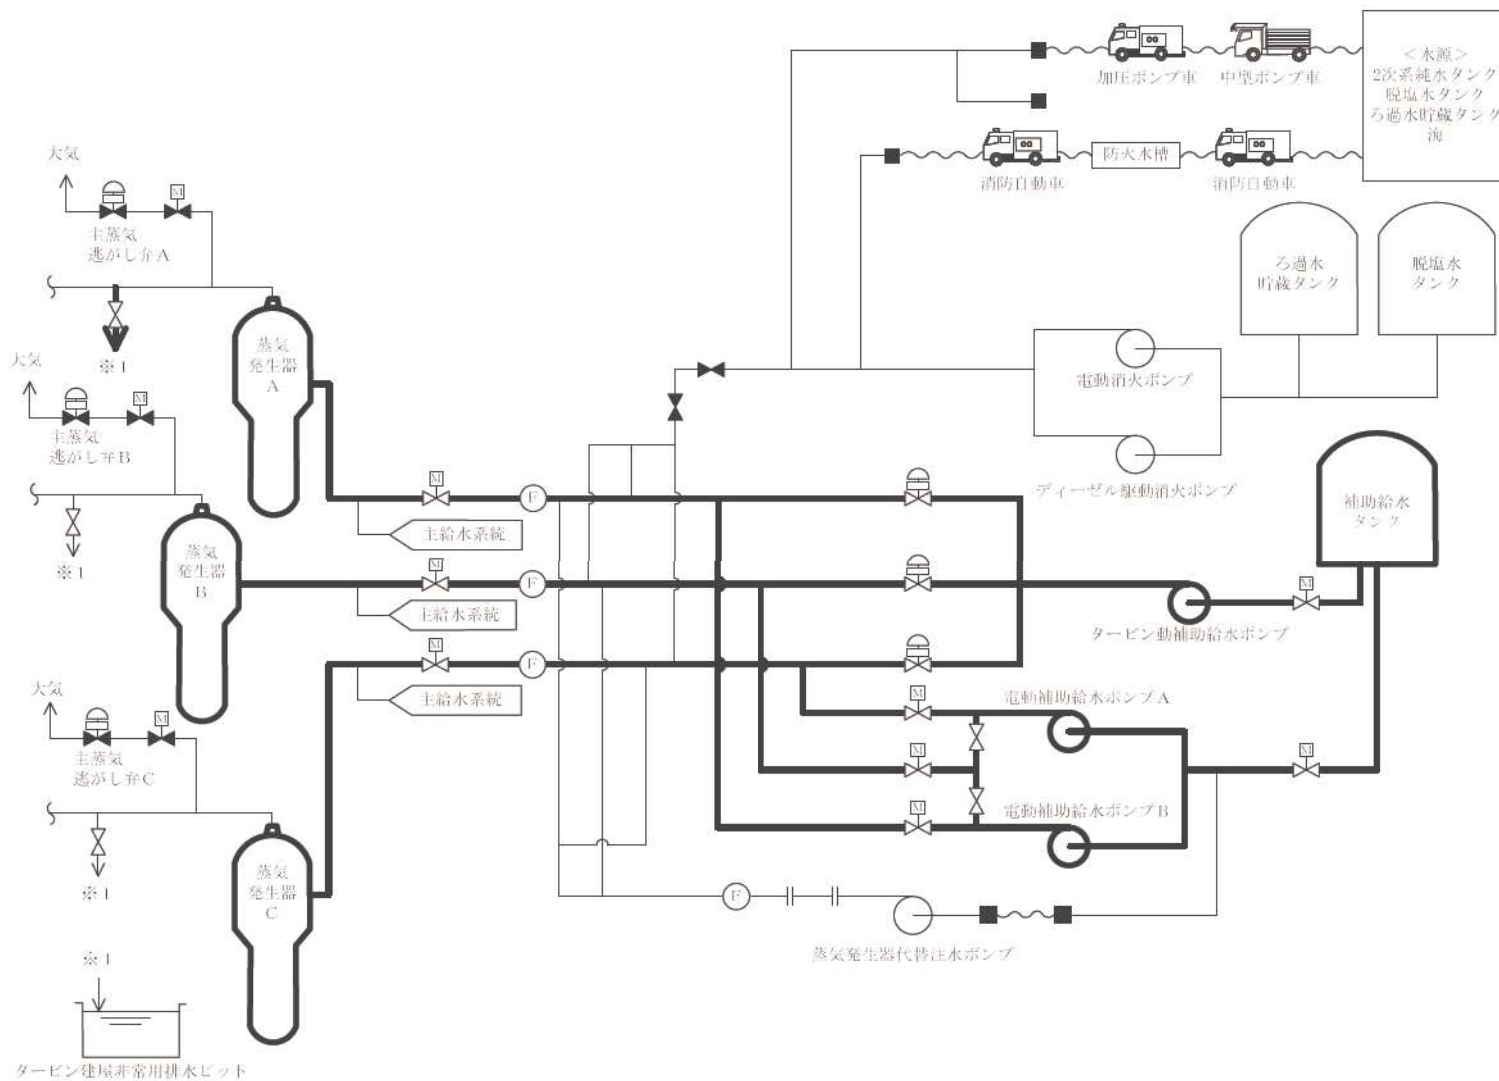 加圧ポンプ車
中型ポンプ車
<水源>
2次系純水タンク
脱塩水タンク
ろ過水貯蔵タンク
海
消防自動車
防火水槽
消防自動車
大気
M
主蒸気
逃がし弁A
※1
蒸気
発生器
A
大気
M
主蒸気
逃がし弁B
※1
蒸気
発生器
B
大気
M
主蒸気
逃がし弁C
※1
蒸気
発生器
C
※1
タービン建屋非常用排水ピット
ろ過水
貯蔵タンク
脱塩水
タンク
電動消火ポンプ
ディーゼル駆動消火ポンプ
補助給水
タンク
M
F
主給水系統
M
F
主給水系統
M
F
主給水系統
M
タービン動補助給水ポンプ
M
電動補助給水ポンプA
M
M
M
電動補助給水ポンプB
F
蒸気発生器代替注水ポンプ